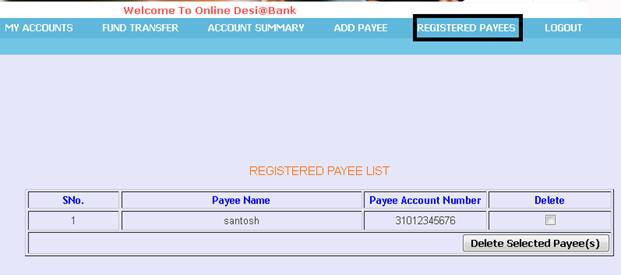 Welcome To Online Desi@Bank
MY ACCOUNTS FUND TRANSFER ACCOUNT SUMMARY ADD PAYEE REGISTERED PAYEES LOGOUT
REGISTERED PAYEE LIST
SNo. Payee Name Payee Account Number Delete
1 santosh 31012345676
Delete Selected Payee(s)